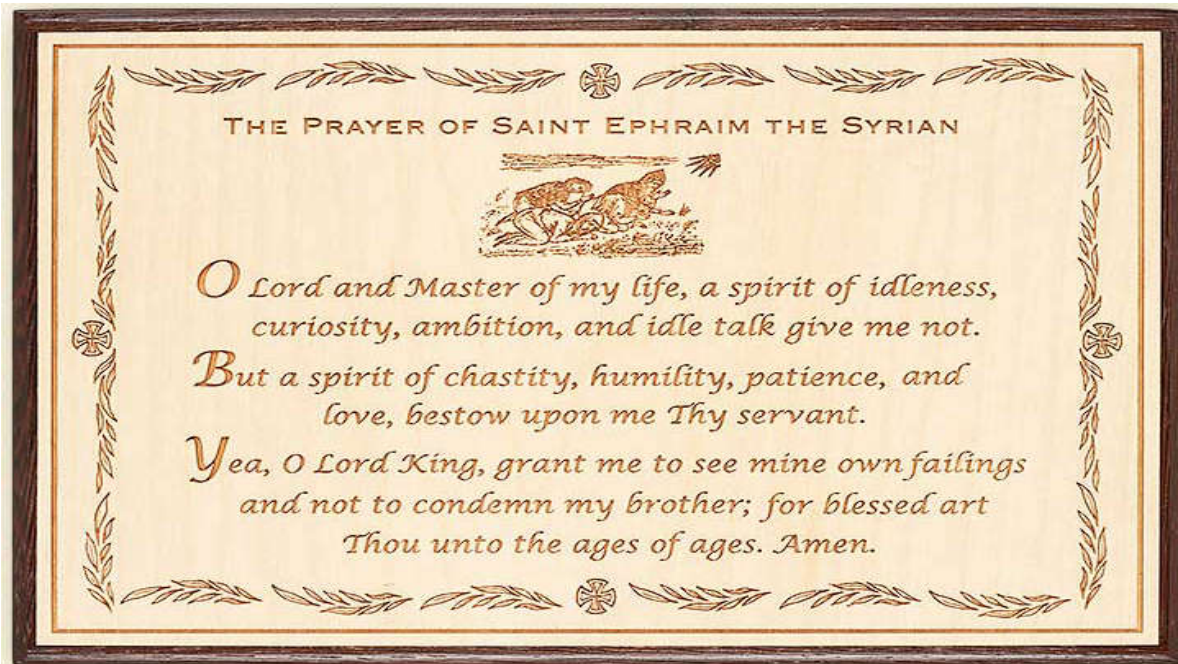 THE PRAYER OF SAINT EPHRAIM THE SYRIAN
O Lord and Master of my life, a spirit of idleness,
curiosity, ambition, and idle talk give me not.
But a spirit of chastity, humility, patience, and
love, bestow upon me Thy servant.
Yea, O Lord King, grant me to see mine own failings
and not to condemn my brother; for blessed art
Thou unto the ages of ages. Amen.